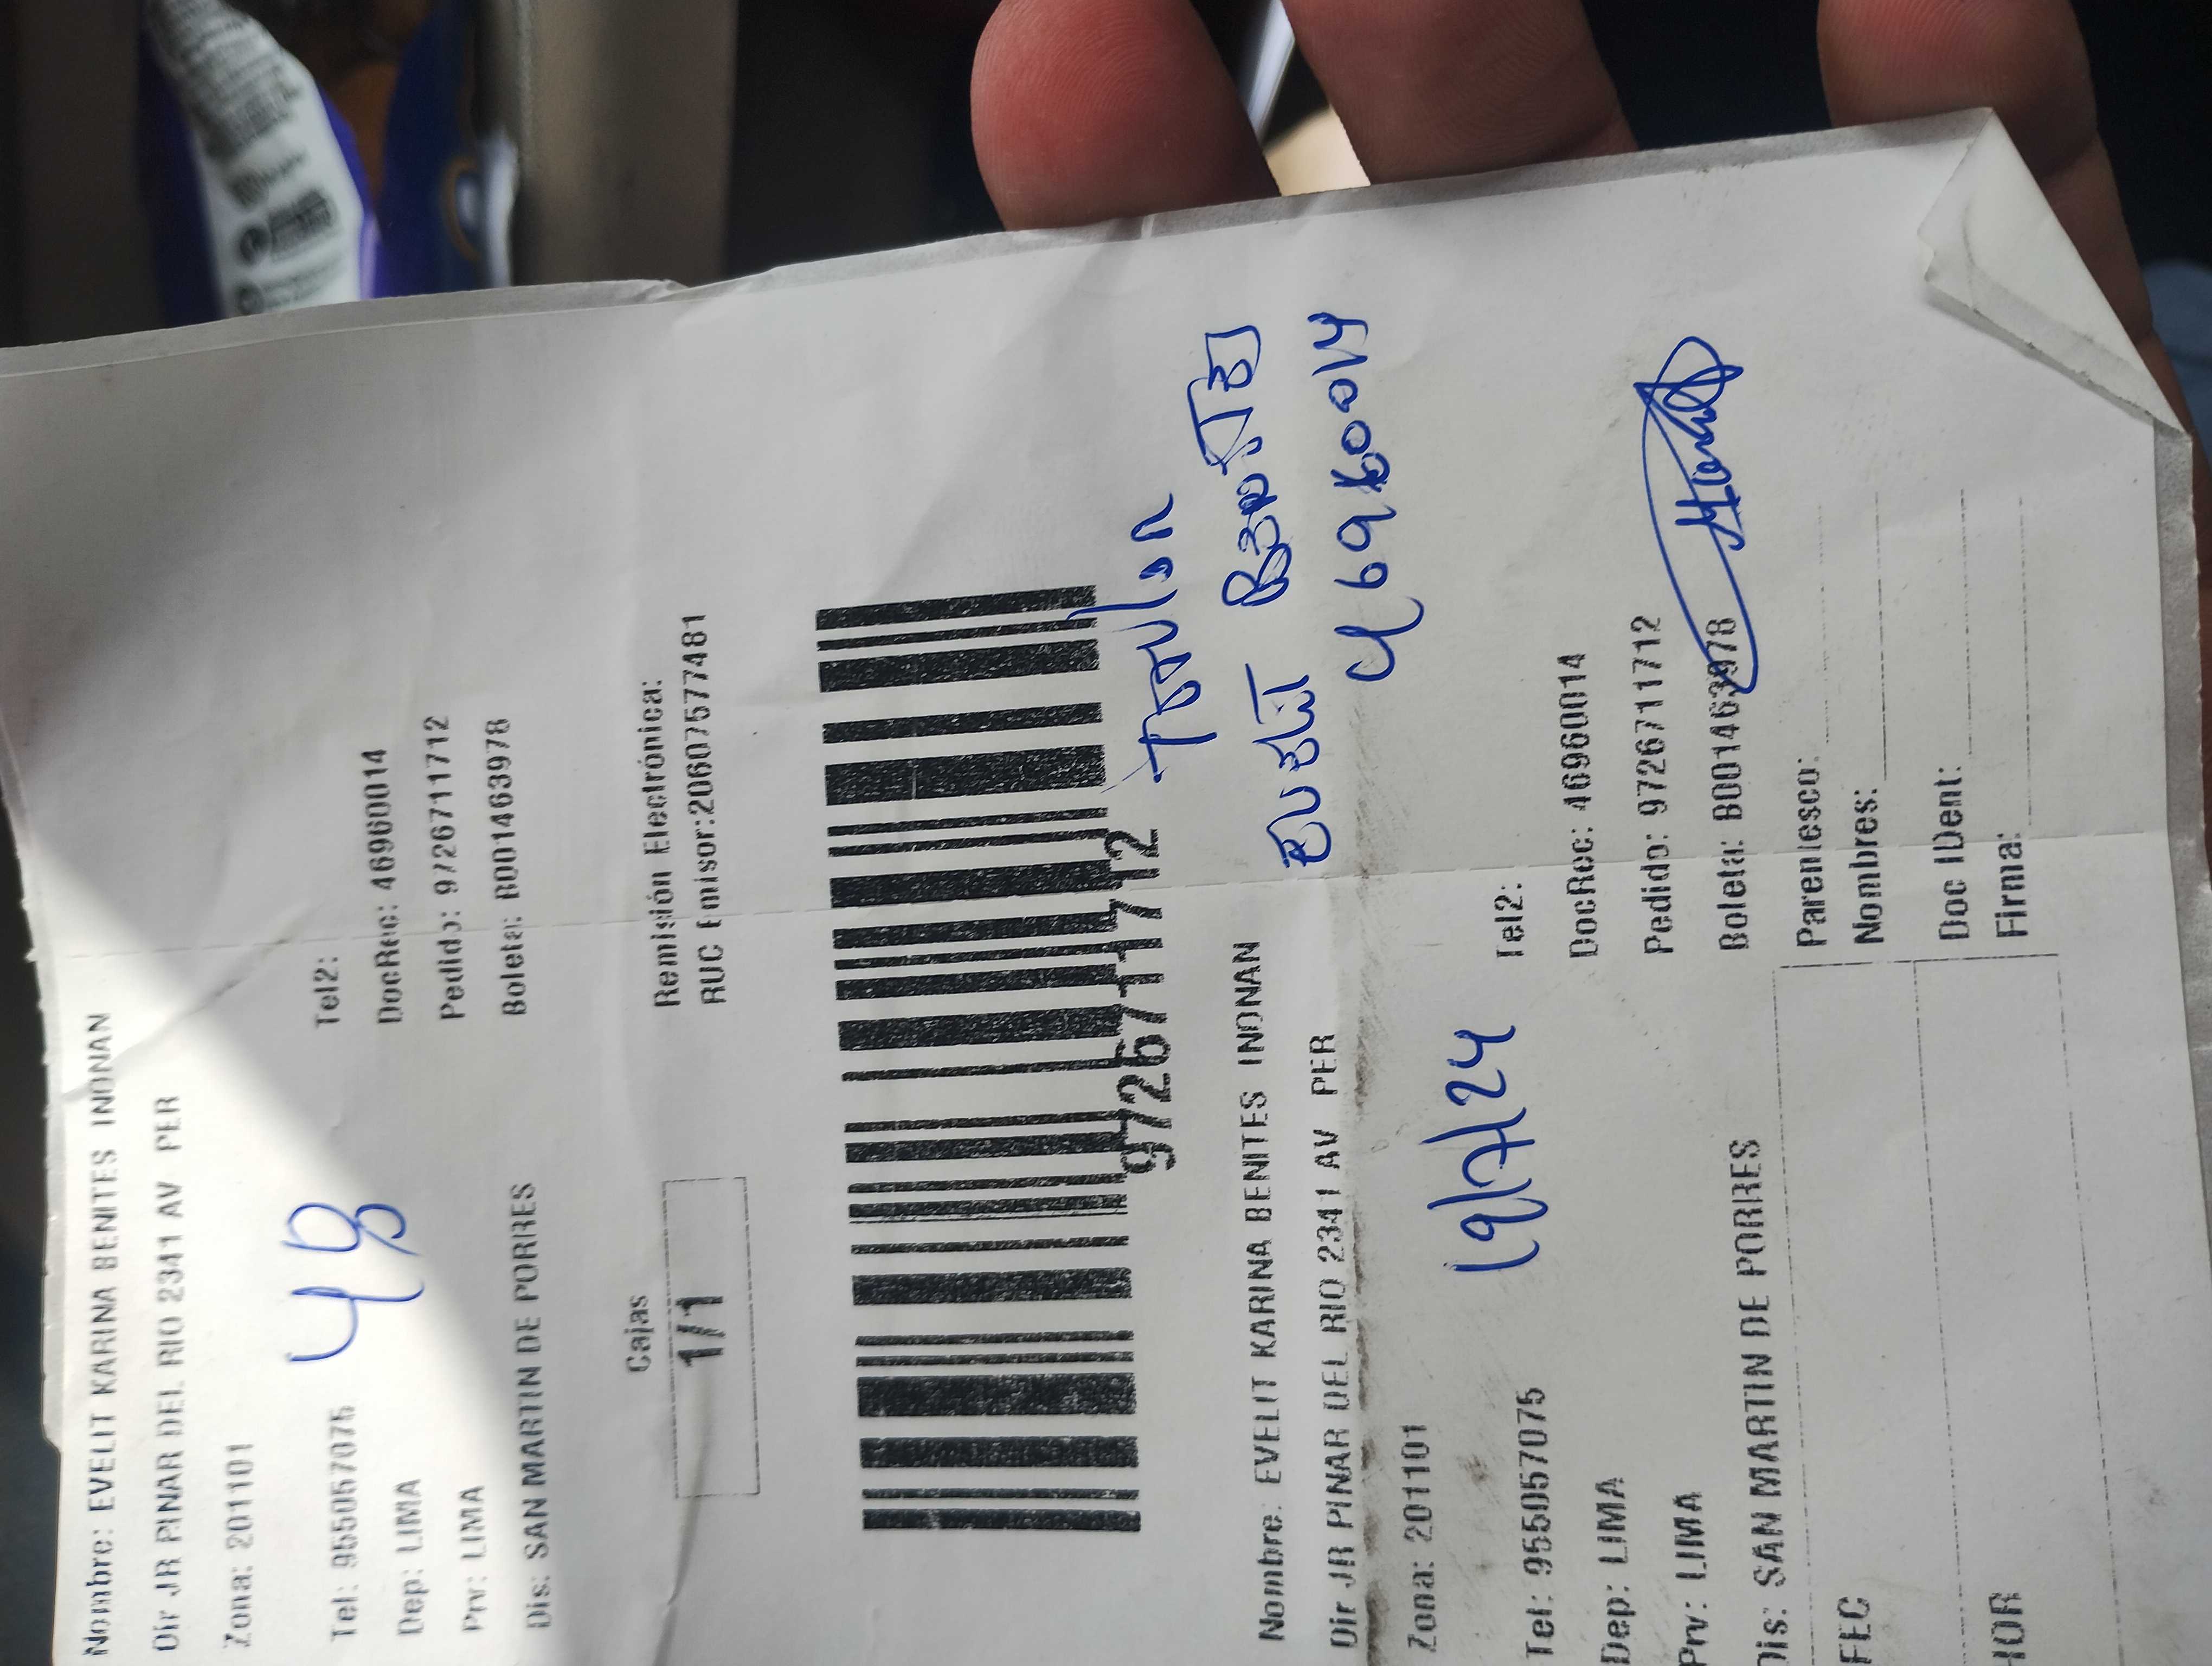 Nombre: EVELIT KARINA BENITES INONAN
Dir JR PINAR DEL RIO 2341 AV PER
Zona: 201101
48
Tel: 955057075
Tel2:
Dep: LIMA
DocRec: 46960014
Prv: LIMA
Pedido: 972671171 2
Dis: SAN MARTIN DE PORRES
Boleta: B001463978
Cajas
1/1
Remisión Electrónica:
RUC Emisor:20607577481
9726711712
Nombre: EVELIT KARINA BENITES INONAN
Dir JR PINAR DEL RIO 2341 AV PER
46960014
Zona: 201101
19/7/24
Tel: 955057075
Tel2:
Dep: LIMA
DocRec: 46960014
Prv: LIMA
Pedido: 9726711712
Dis: SAN MARTIN DE PORRES
Boleta: B001463978
FEC
Parentesco:
Nombres:
HOR
Doc IDent:
Firma: